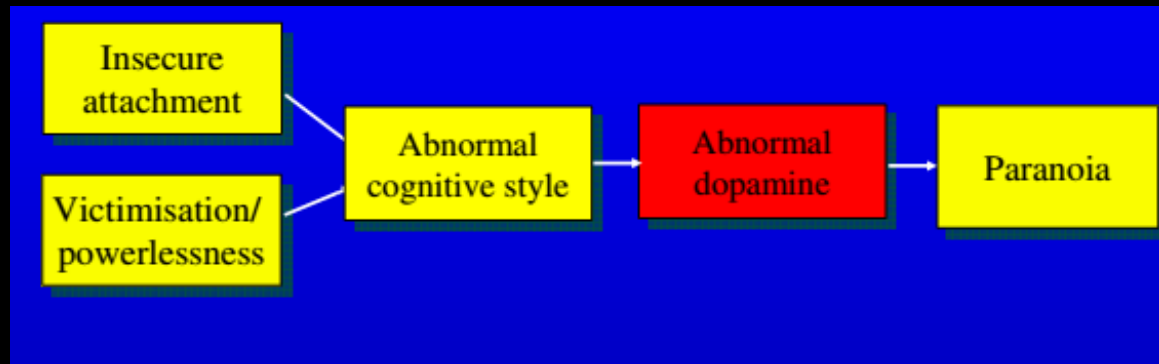 Insecure
attachment
Victimisation/
powerlessness
Abnormal
cognitive style
Abnormal
dopamine
Paranoia